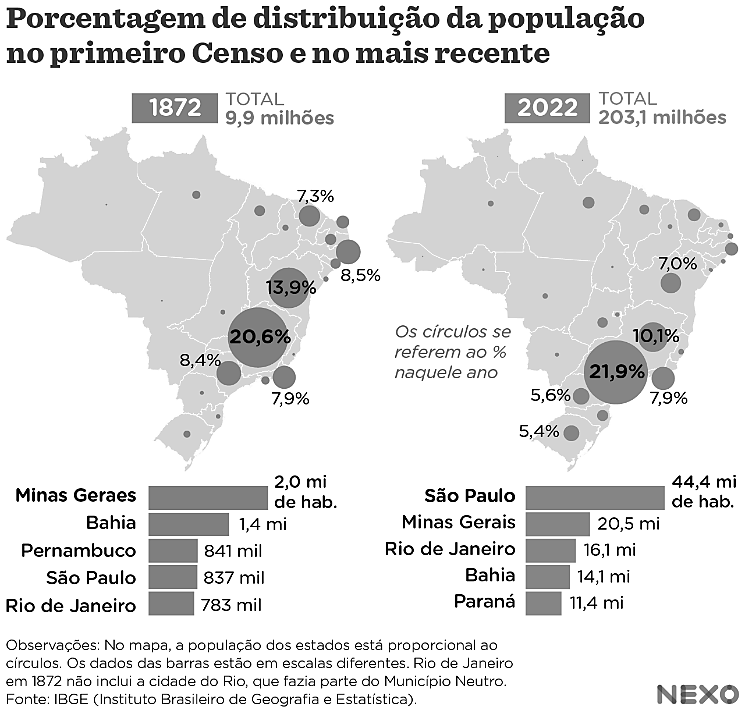 Porcentagem de distribuição da população
no primeiro Censo e no mais recente
1872
TOTAL
9,9 milhões
7,3%
8,5%
13,9%
20,6%
8,4%
7,9%
2022
TOTAL
203,1 milhões
7,0%
10,1%
21,9%
5,6%
7,9%
5,4%
Os círculos se
referem ao %
naquele ano
Minas Geraes 2,0 mi
de hab.
Bahia 1,4 mi
Pernambuco 841 mil
São Paulo 837 mil
Rio de Janeiro 783 mil
São Paulo 44,4 mi
de hab.
Minas Gerais 20,5 mi
Rio de Janeiro 16,1 mi
Bahia 14,1 mi
Paraná 11,4 mi
Observações: No mapa, a população dos estados está proporcional ao
círculos. Os dados das barras estão em escalas diferentes. Rio de Janeiro
em 1872 não inclui a cidade do Rio, que fazia parte do Município Neutro.
Fonte: IBGE (Instituto Brasileiro de Geografia e Estatística).
NEXO